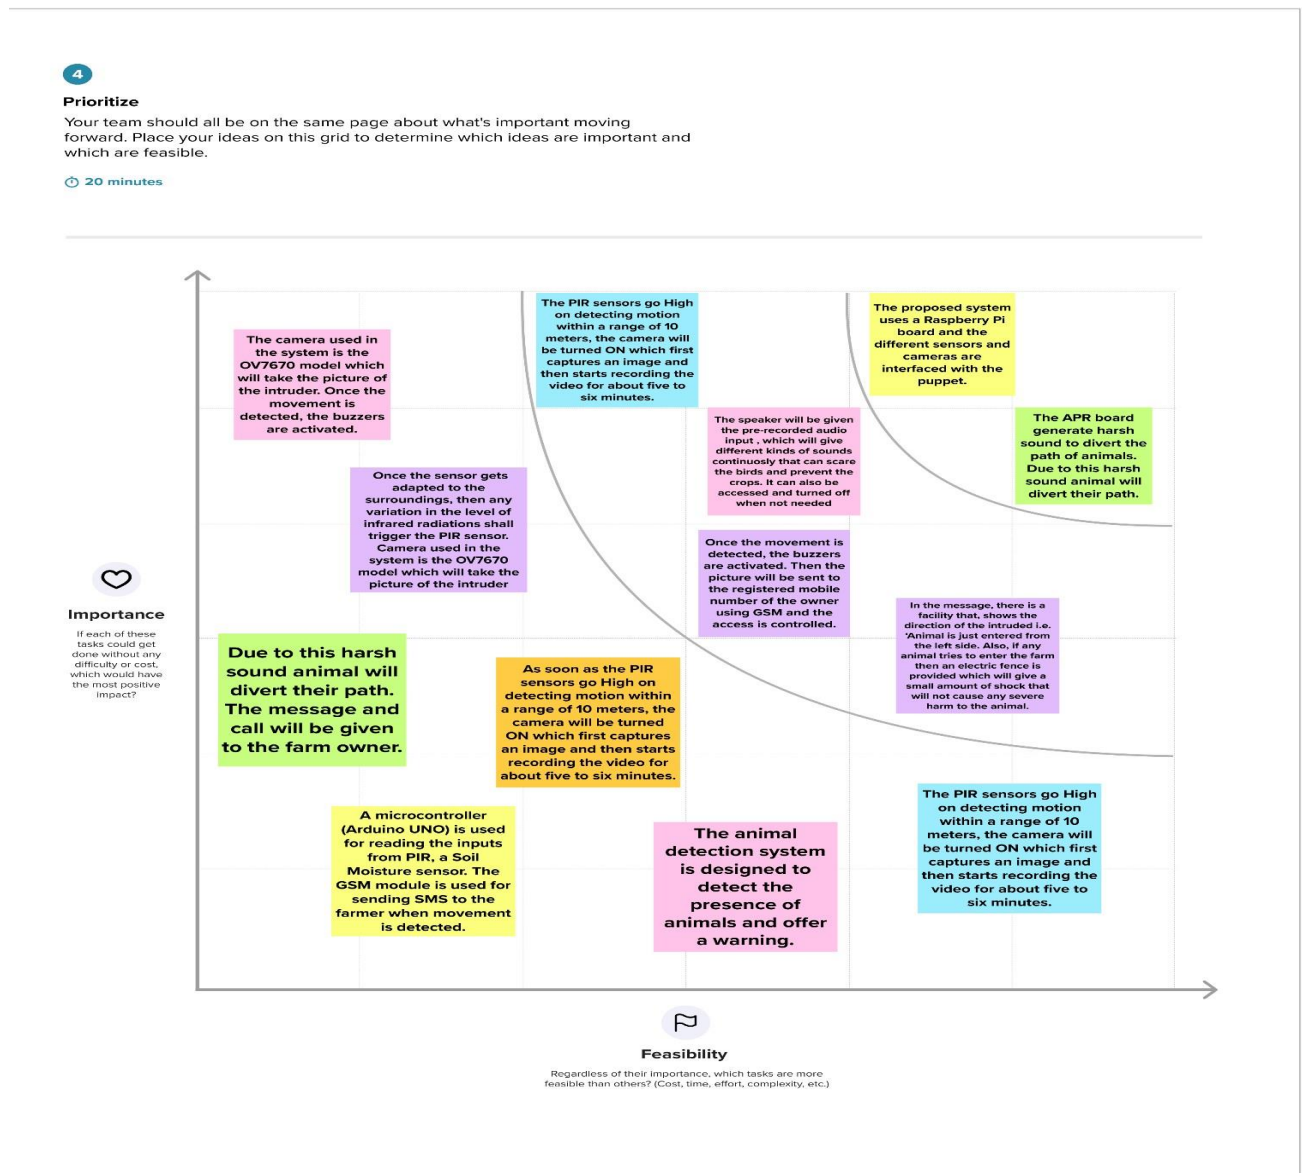 4
Prioritize
Your team should all be on the same page about what's important moving
forward. Place your ideas on this grid to determine which ideas are important and
which are feasible.
20 minutes
The camera used in
the system is the
OV7670 model which
will take the picture of
the intruder. Once the
movement is
detected, the buzzers
are activated.
The PIR sensors go High
on detecting motion
within a range of 10
meters, the camera will
be turned ON which first
captures an image and
then starts recording the
video for about five to
six minutes.
The proposed system
uses a Raspberry Pi
board and the
different sensors and
cameras are
interfaced with the
puppet.
The speaker will be given
the pre-recorded audio
input , which will give
different kinds of sounds
continuosly that can scare
the birds and prevent the
crops. It can also be
accessed and turned off
when not needed
The APR board
generate harsh
sound to divert the
path of animals.
Due to this harsh
sound animal will
divert their path.
Once the sensor gets
adapted to the
surroundings, then any
variation in the level of
infrared radiations shall
trigger the PIR sensor.
Camera used in the
system is the OV7670
model which will take the
picture of the intruder
Once the movement is
detected, the buzzers
are activated. Then the
picture will be sent to
the registered mobile
number of the owner
using GSM and the
access is controlled.
In the message, there is a
facility that, shows the
direction of the intruded i.e.
'Animal is just entered from
the left side. Also, if any
animal tries to enter the farm
then an electric fence is
provided which will give a
small amount of shock that
will not cause any severe
harm to the animal.
Importance
If each of these
tasks could get
done without any
difficulty or cost,
which would have
the most positive
impact?
Due to this harsh
sound animal will
divert their path.
The message and
call will be given
to the farm owner.
As soon as the PIR
sensors go High on
detecting motion within
a range of 10 meters, the
camera will be turned
ON which first captures
an image and then starts
recording the video for
about five to six minutes.
A microcontroller
(Arduino UNO) is used
for reading the inputs
from PIR, a Soil
Moisture sensor. The
GSM module is used for
sending SMS to the
farmer when movement
is detected.
The animal
detection system
is designed to
detect the
presence of
animals and offer
a warning.
The PIR sensors go High
on detecting motion
within a range of 10
meters, the camera will
be turned ON which first
captures an image and
then starts recording the
video for about five to
six minutes.
Feasibility
Regardless of their importance, which tasks are more
feasible than others? (Cost, time, effort, complexity, etc.)